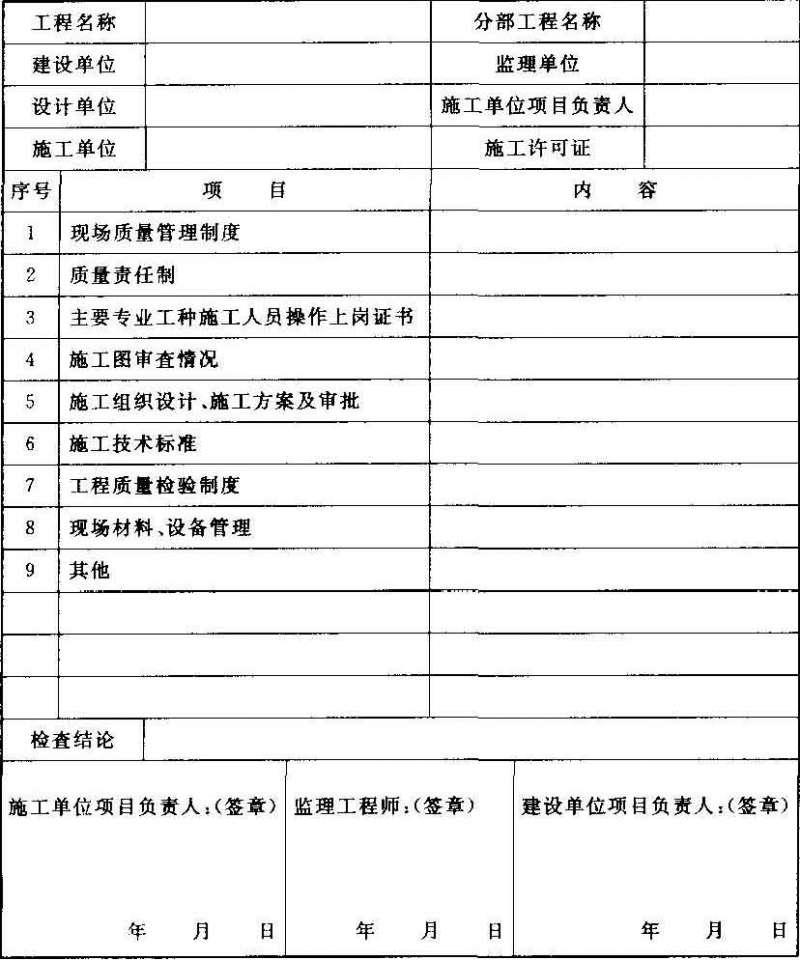 工程名称 分部工程名称
建设单位 监理单位
设计单位 施工单位项目负责人
施工单位 施工许可证
序号 项 目 内 容
1 现场质量管理制度
2 质量责任制
3 主要专业工种施工人员操作上岗证书
4 施工图审查情况
5 施工组织设计、施工方案及审批
6 施工技术标准
7 工程质量检验制度
8 现场材料、设备管理
9 其他
检查结论
施工单位项目负责人:(签章) 监理工程师:(签章) 建设单位项目负责人:(签章)
年 月 日 年 月 日 年 月 日